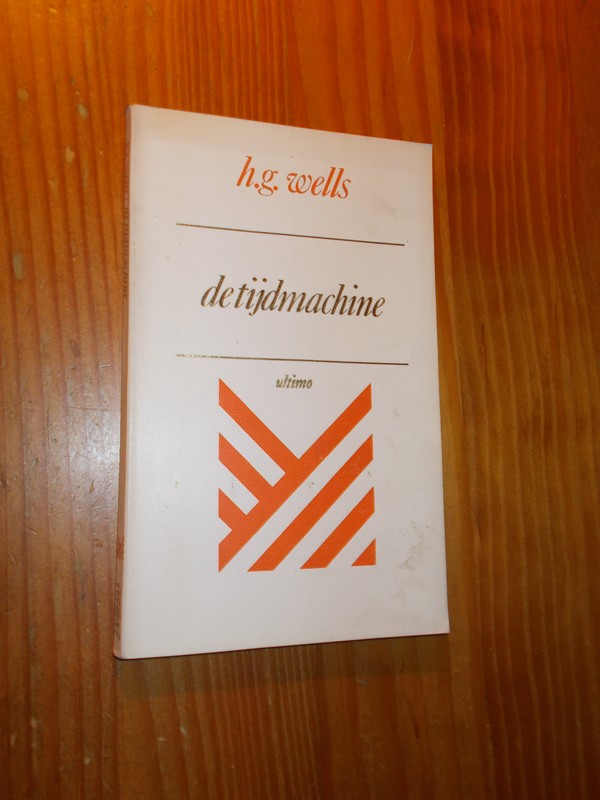 h.g. wells
de tijdmachine
ultimo